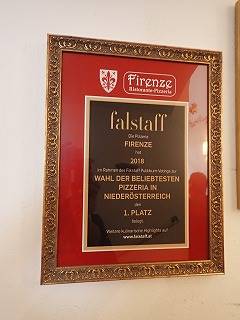 Firenze
Ristorante-Pizzeria
falstaff
Die Pizzeria
FIRENZE
hat
2018
im Rahmen des Falstaff Publikum-Votings zur
WAHL DER BELIEBTESTEN
PIZZERIA IN
NIEDERÖSTERREICH
den
1. PLATZ
belegt.
Weitere kulinarische Highlights auf
www.falstaff.at